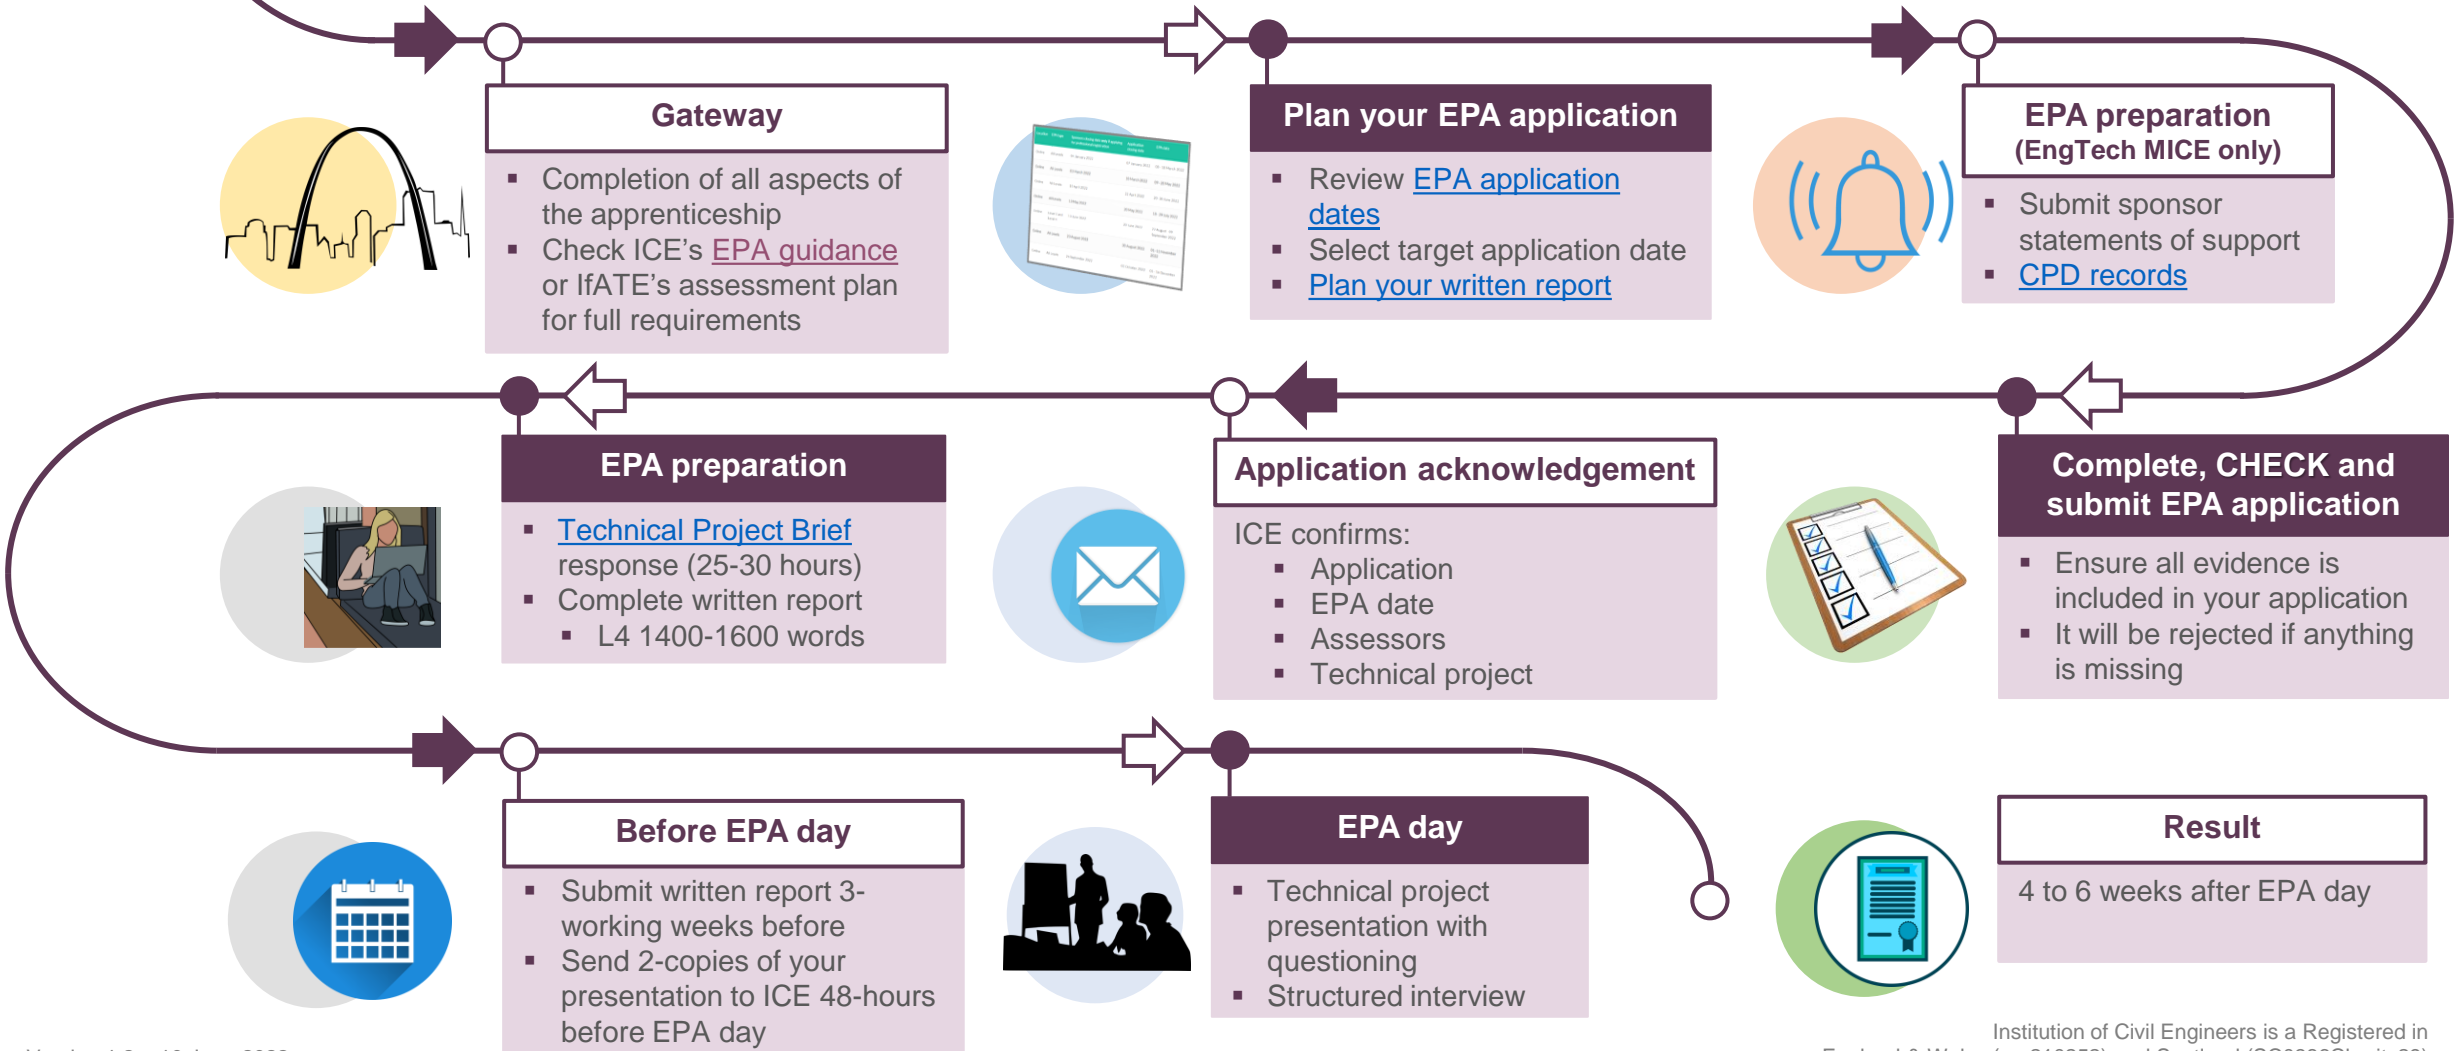 Gateway
▪ Completion of all aspects of
the apprenticeship
▪ Check ICE's EPA guidance
or IfATE's assessment plan
for full requirements
Plan your EPA application
▪ Review EPA application
dates
▪ Select target application date
▪ Plan your written report
EPA preparation
(EngTech MICE only)
▪ Submit sponsor
statements of support
▪ CPD records
Complete, CHECK and
submit EPA application
▪ Ensure all evidence is
included in your application
▪ It will be rejected if anything
is missing
Application acknowledgement
ICE confirms:
▪ Application
▪ EPA date
▪ Assessors
▪ Technical project
EPA preparation
▪ Technical Project Brief
response (25-30 hours)
▪ Complete written report
▪ L4 1400-1600 words
Before EPA day
▪ Submit written report 3-
working weeks before
▪ Send 2-copies of your
presentation to ICE 48-hours
before EPA day
EPA day
▪ Technical project
presentation with
questioning
▪ Structured interview
Result
4 to 6 weeks after EPA day
Institution of Civil Engineers is a Registered in